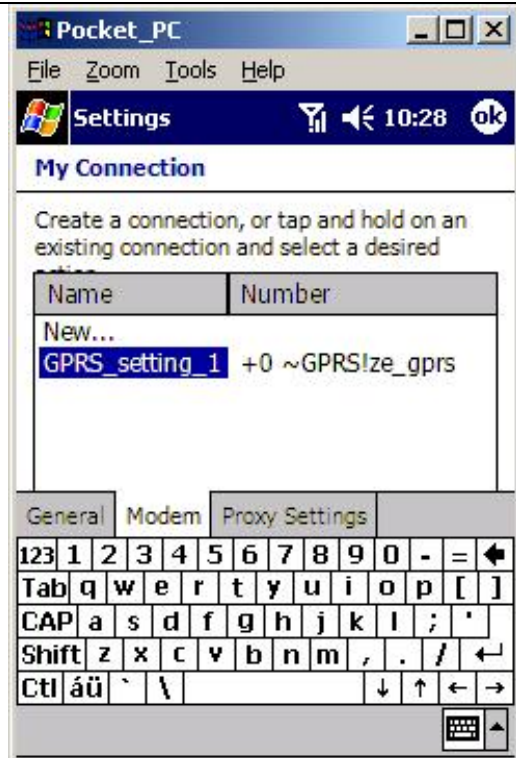 Pocket_PC
File Zoom Tools Help
Settings 10:28 ok
My Connection
Create a connection, or tap and hold on an
existing connection and select a desired
Name Number
New...
GPRS_setting_1 +0 ~GPRS!ze_gprs
General Modem Proxy Settings
123 1 2 3 4 5 6 7 8 9 0 - =
Tab q w e r t y u i o p [ ]
CAP a s d f g h j k l ; '
Shift z x c v b n m , . /
Ctl áü ` \